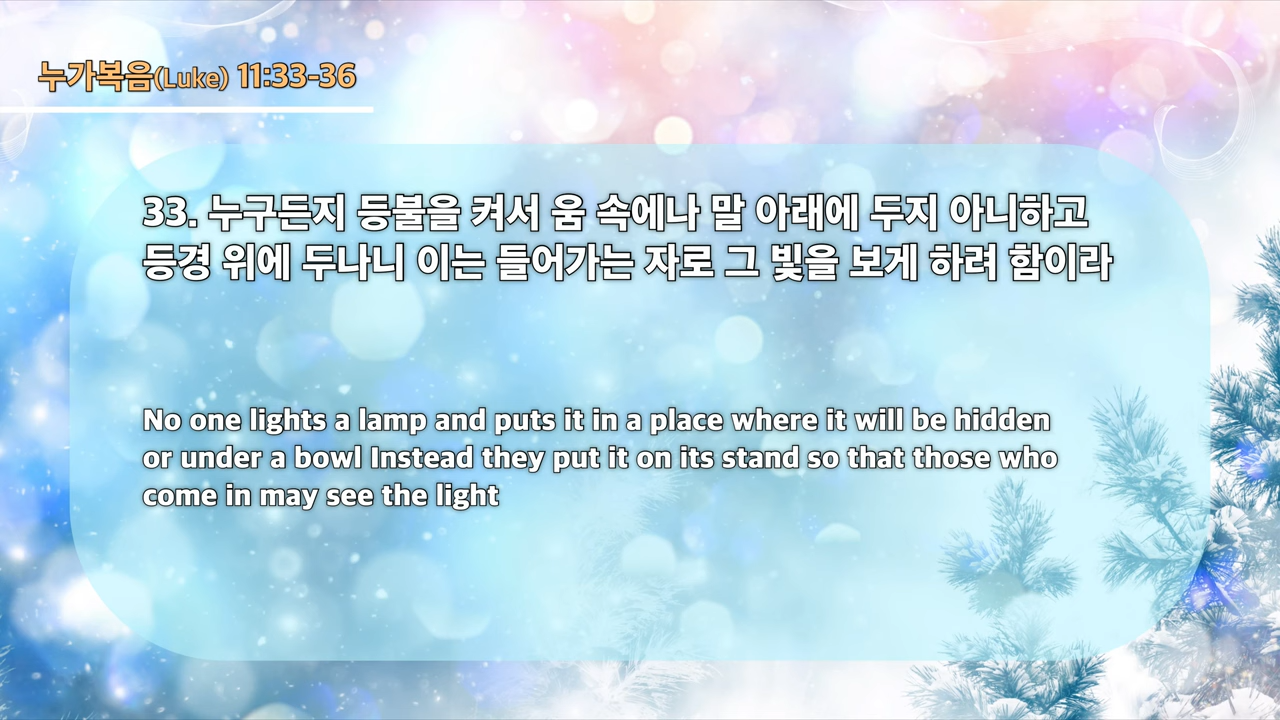 누가복음(Luke) 11:33-36
33. 누구든지 등불을 켜서 움 속에나 말 아래에 두지 아니하고
등경 위에 두나니 이는 들어가는 자로 그 빛을 보게 하려 함이라
No one lights a lamp and puts it in a place where it will be hidden
or under a bowl Instead they put it on its stand so that those who
come in may see the light